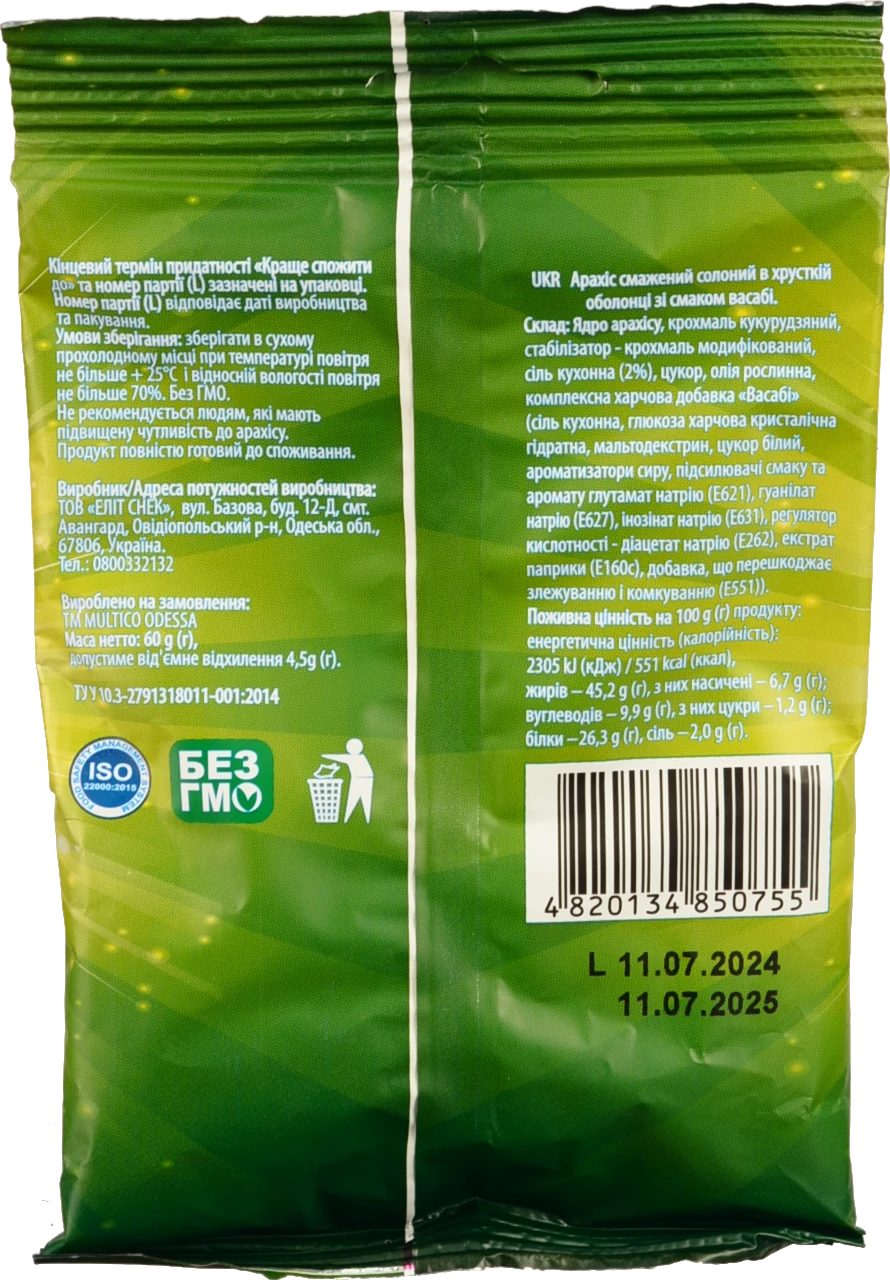 Кінцевий термін придатності «Краще спожити
до» та номер партії (L) зазначені на упаковці.
Номер партії (L) відповідає даті виробництва
та пакування.
Умови зберігання: зберігати в сухому
прохолодному місці при температурі повітря
не більше + 25°С і відносній вологості повітря
не більше 70%. Без ГМО.
Не рекомендується людям, які мають
підвищену чутливість до арахісу.
Продукт повністю готовий до споживання.
Виробник/Адреса потужностей виробництва:
ТОВ «ЕЛІТ СНЕК», вул. Базова, буд. 12-Д, смт.
Авангард, Овідіопольський р-н, Одеська обл.,
67806, Україна.
Тел.: 0800332132
Вироблено на замовлення:
TM MULTICO ODESSA
Маса нетто: 60 g (г),
допустиме від'ємне відхилення 4,5g (г).
ТУ У 10.3-2791318011-001:2014
FOOD SAFETY MANAGEMENT SYSTEM
ISO
22000:2015
БЕЗ
ГМО
UKR Арахіс смажений солоний в хрусткій
оболонці зі смаком васабі.
Склад: Ядро арахісу, крохмаль кукурудзяний,
стабілізатор - крохмаль модифікований,
сіль кухонна (2%), цукор, олія рослинна,
комплексна харчова добавка «Васабі»
(сіль кухонна, глюкоза харчова кристалічна
гідратна, мальтодекстрин, цукор білий,
ароматизатори сиру, підсилювачі смаку та
аромату глутамат натрію (Е621), гуанілат
натрію (Е627), інозінат натрію (Е631), регулятор
кислотності - діацетат натрію (Е262), екстракт
паприки (Е160с), добавка, що перешкоджає
злежуванню і комкуванню (Е551)).
Поживна цінність на 100 g (г) продукту:
енергетична цінність (калорійність):
2305 kJ (кДж) / 551 kcal (ккал),
жирів – 45,2 g (г), з них насичені – 6,7 g (г);
вуглеводів – 9,9 g (г), з них цукри – 1,2 g (г);
білки –26,3 g (г), сіль –2,0 g (г).
4 820134 850755
L 11.07.2024
11.07.2025